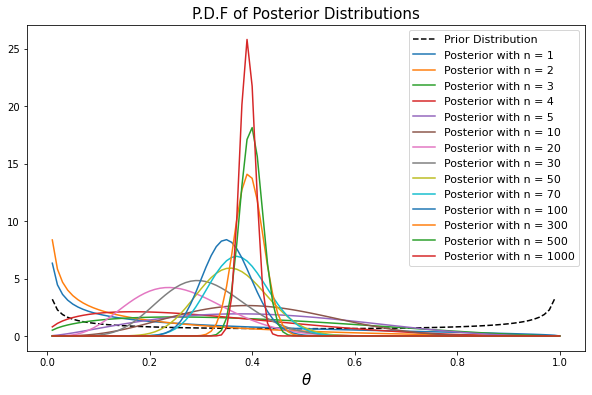 P.D.F of Posterior Distributions
Prior Distribution
Posterior with n = 1
Posterior with n = 2
Posterior with n = 3
Posterior with n = 4
Posterior with n = 5
Posterior with n = 10
Posterior with n = 20
Posterior with n = 30
Posterior with n = 50
Posterior with n = 70
Posterior with n = 100
Posterior with n = 300
Posterior with n = 500
Posterior with n = 1000
25
20
15
10
5
0
0.0 0.2 0.4 0.6 0.8 1.0
θ